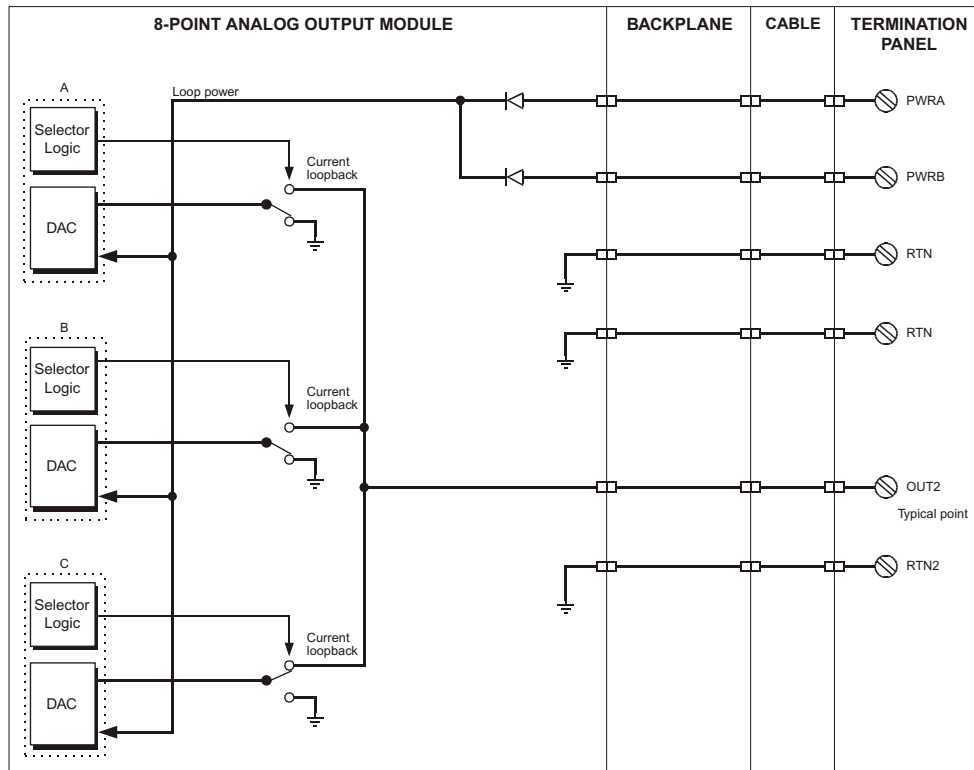 8-POINT ANALOG OUTPUT MODULE
BACKPLANE
CABLE
TERMINATION
PANEL
A
Loop power
PWRA
Selector
Logic
Current
loopback
PWRB
DAC
RTN
B
RTN
Selector
Logic
Current
loopback
DAC
OUT2
Typical point
C
RTN2
Selector
Logic
Current
loopback
DAC